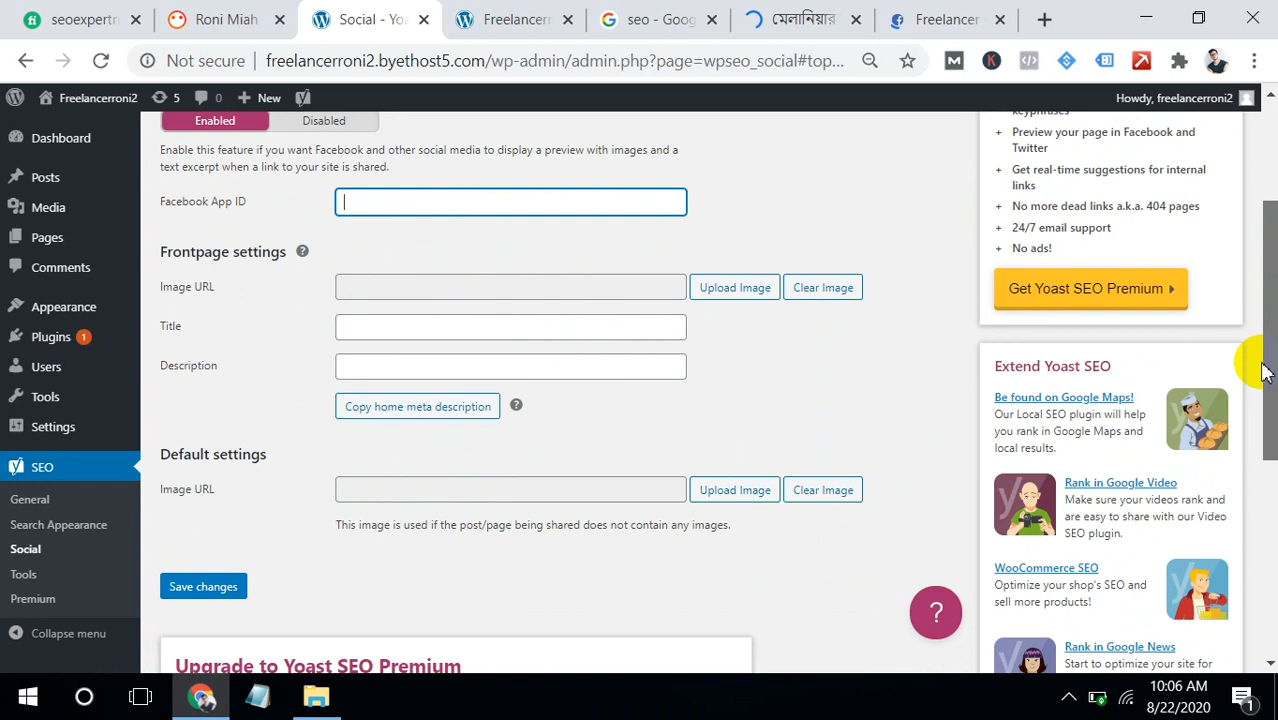 seoexpertr
Roni Miah
Social - Yoa
Freelancerr
seo - Goog
মেলানিয়ার
Freelancer
Not secure
freelancerroni2.byethost5.com/wp-admin/admin.php?page=wpseo_social#top...
Freelancerroni2
5
0
New
Howdy, freelancerroni2
Dashboard
Posts
Media
Pages
Comments
Appearance
Plugins 1
Users
Tools
Settings
SEO
General
Search Appearance
Social
Tools
Premium
Collapse menu
Enabled Disabled
Enable this feature if you want Facebook and other social media to display a preview with images and a
text excerpt when a link to your site is shared.
Facebook App ID
Frontpage settings ?
Image URL Upload Image Clear Image
Title
Description
Copy home meta description ?
Default settings
Image URL Upload Image Clear Image
This image is used if the post/page being shared does not contain any images.
Save changes
?
Upgrade to Yoast SEO Premium
keyphrases
+ Preview your page in Facebook and
Twitter
+ Get real-time suggestions for internal
links
+ No more dead links a.k.a. 404 pages
+ 24/7 email support
+ No ads!
Get Yoast SEO Premium
Extend Yoast SEO
Be found on Google Maps!
Our Local SEO plugin will help
you rank in Google Maps and
local results.
Rank in Google Video
Make sure your videos rank and
are easy to share with our Video
SEO plugin.
WooCommerce SEO
Optimize your shop's SEO and
sell more products!
Rank in Google News
Start to optimize your site for
10:06 AM
8/22/2020
1